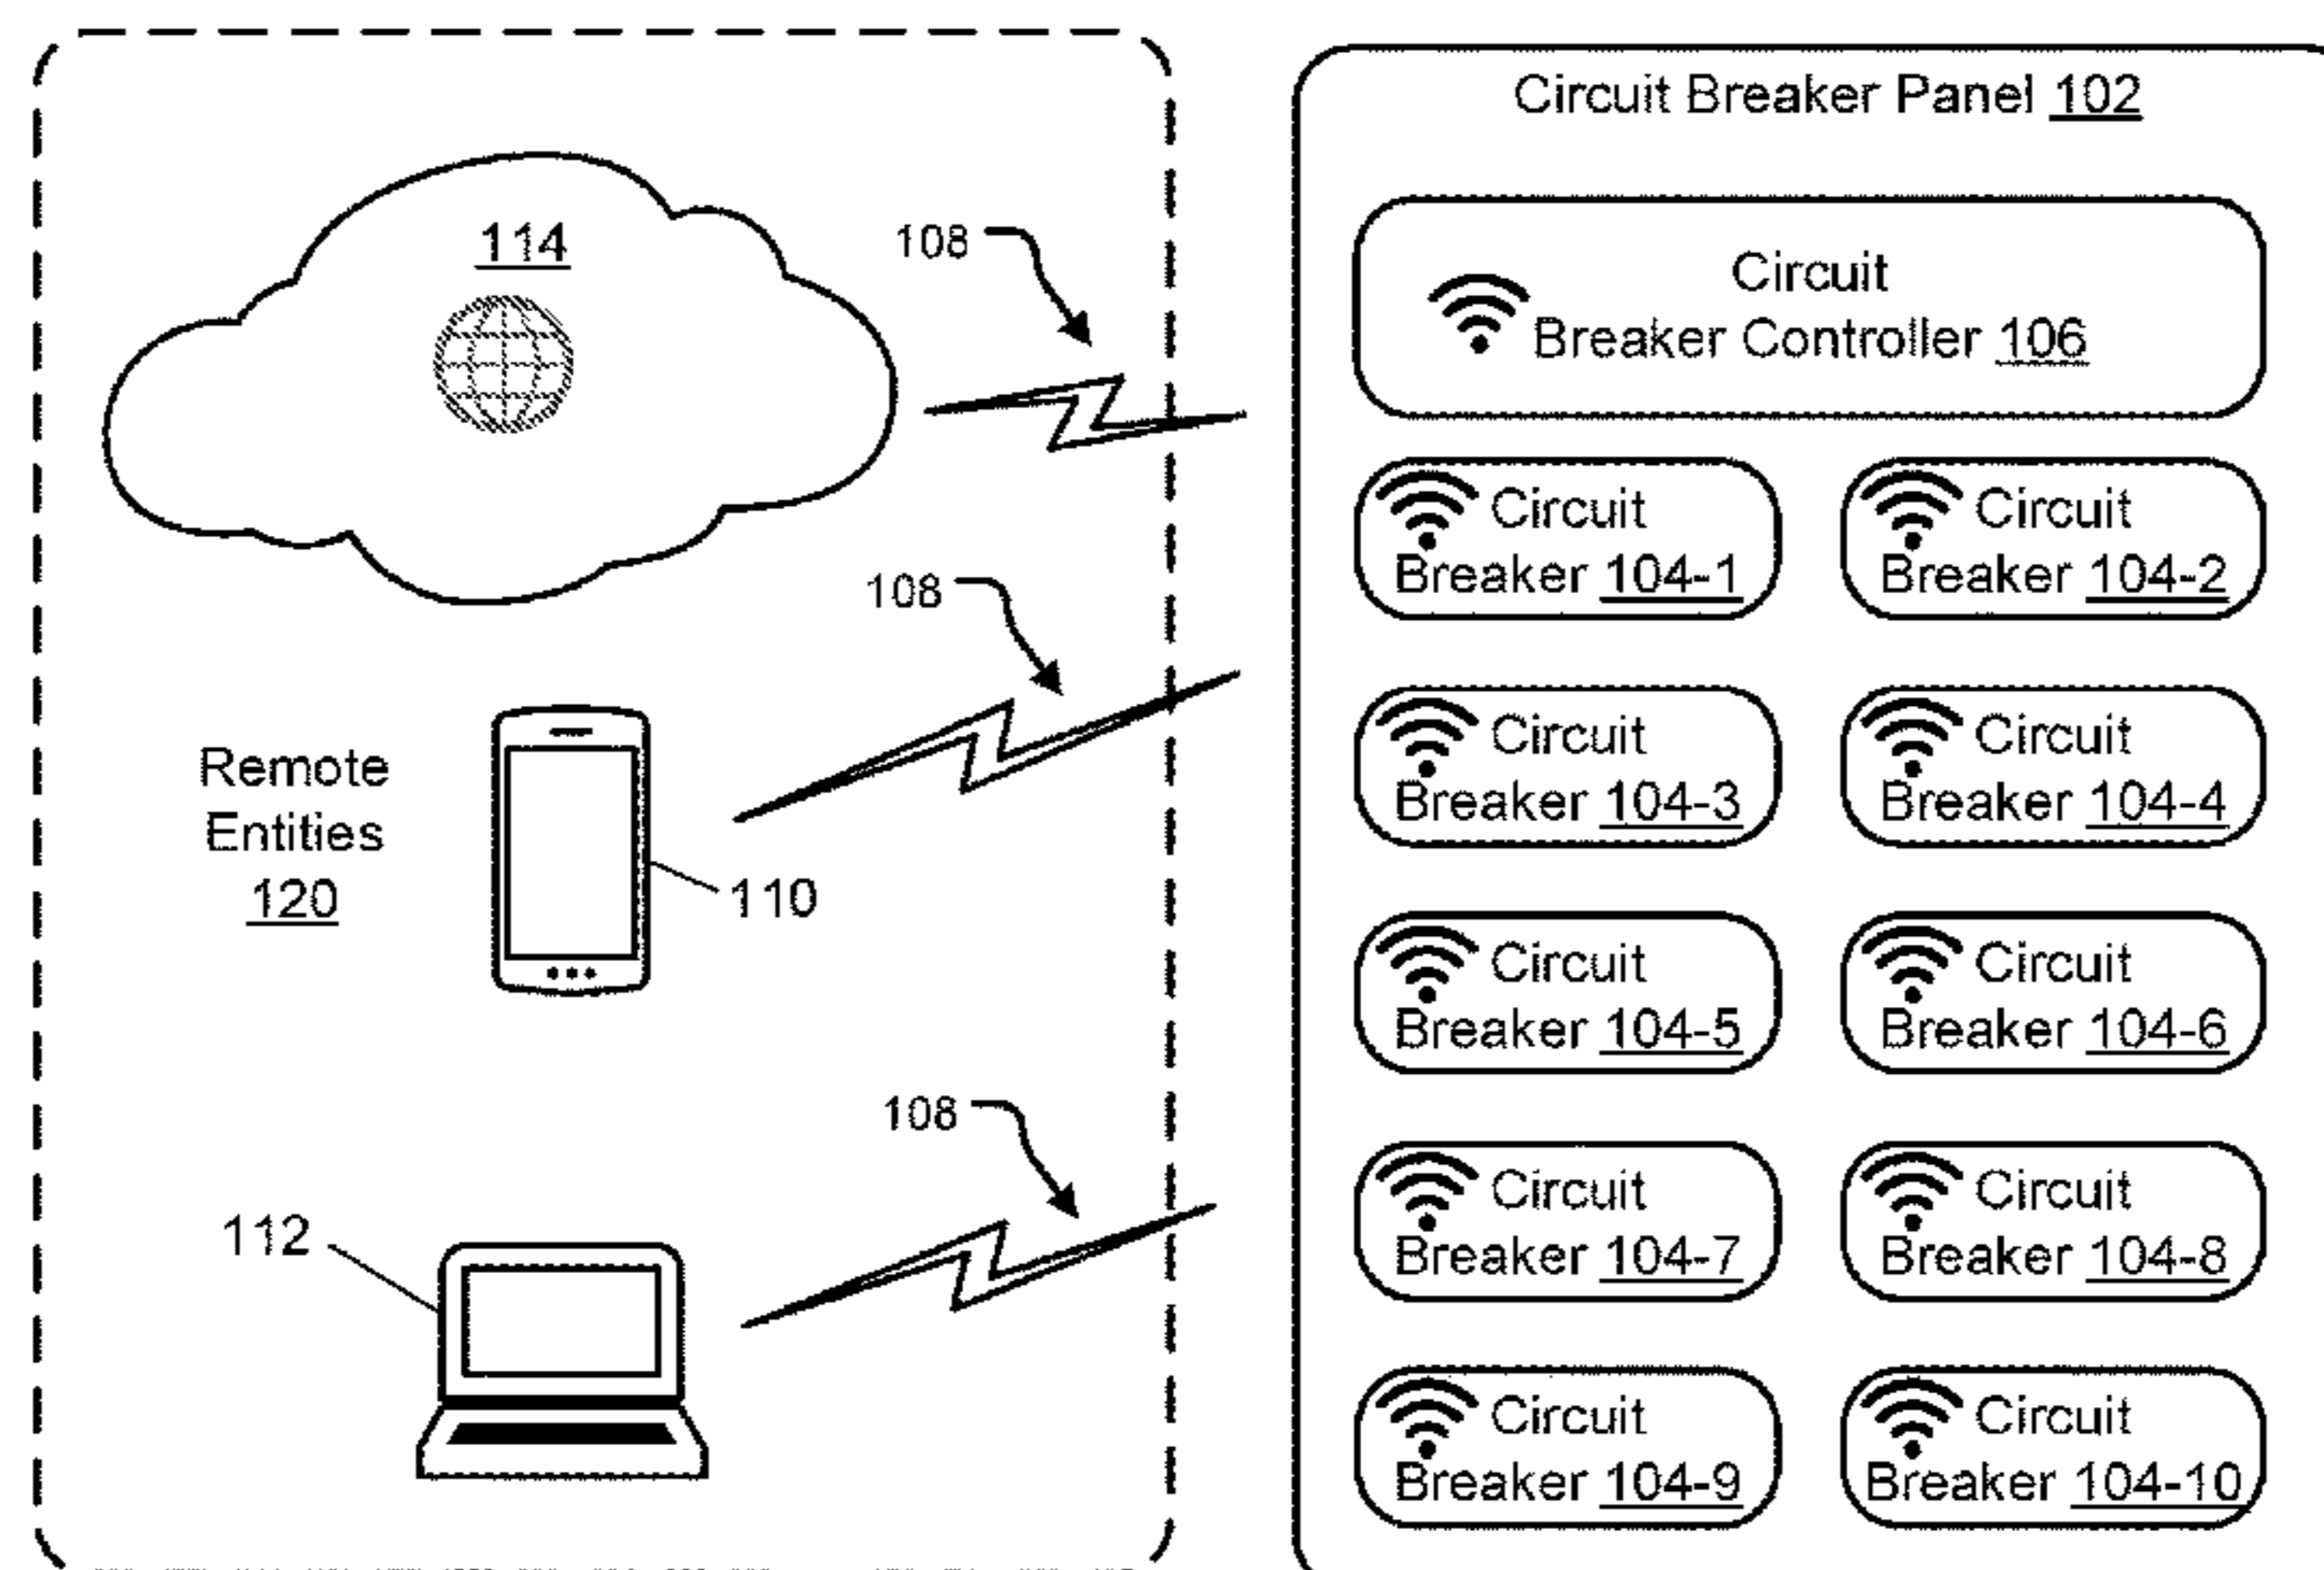 114
108
108
Remote
Entities
120
110
108
112
Circuit Breaker Panel 102
Circuit
Breaker Controller 106
Circuit
Breaker 104-1
Circuit
Breaker 104-2
Circuit
Breaker 104-3
Circuit
Breaker 104-4
Circuit
Breaker 104-5
Circuit
Breaker 104-6
Circuit
Breaker 104-7
Circuit
Breaker 104-8
Circuit
Breaker 104-9
Circuit
Breaker 104-10